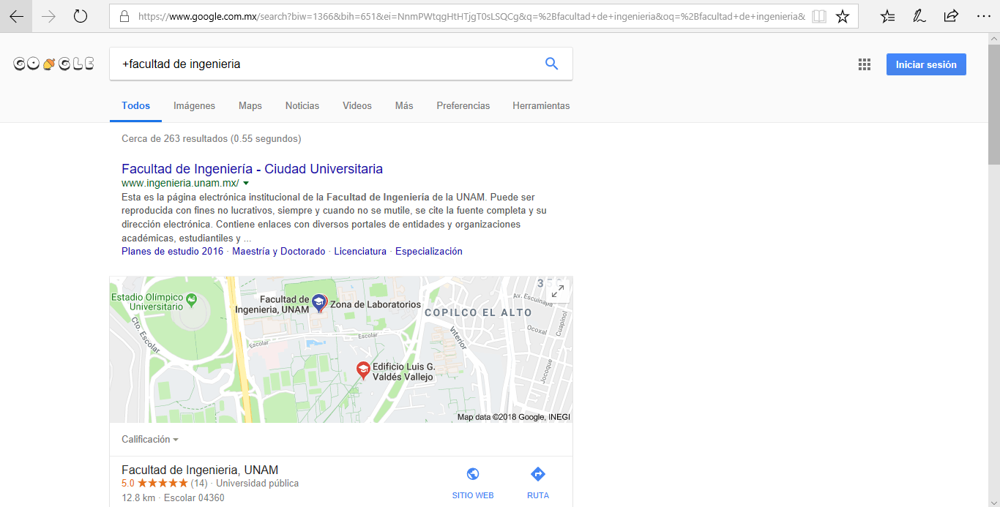 https://www.google.com.mx/search?biw=1366&bih=651&ei=NnmPWtqgHtHTjgT0sLSQCg&q=%2Bfacultad+de+ingenieria&oq=%2Bfacultad+de+ingenieria&
GOOGLE
+facultad de ingenieria
Iniciar sesión
Todos Imágenes Maps Noticias Videos Más Preferencias Herramientas
Cerca de 263 resultados (0.55 segundos)
Facultad de Ingeniería - Ciudad Universitaria
www.ingenieria.unam.mx/
Esta es la página electrónica institucional de la Facultad de Ingeniería de la UNAM. Puede ser
reproducida con fines no lucrativos, siempre y cuando no se mutile, se cite la fuente completa y su
dirección electrónica. Contiene enlaces con diversos portales de entidades y organizaciones
académicas, estudiantiles y ...
Planes de estudio 2016 · Maestría y Doctorado · Licenciatura · Especialización
Estadio Olímpico
Universitario
Facultad de
Ingenieria, UNAM
Zona de Laboratorios
COPILCO EL ALTO
Av. Escuinapa
Ocoxal
Cuapinol
Jocoque
Interior
Cto. Escolar
Escolar
Escolar
Edificio Luis G.
Valdés Vallejo
Map data ©2018 Google, INEGI
Calificación
Facultad de Ingenieria, UNAM
5.0 ★★★★★ (14) · Universidad pública
12.8 km · Escolar 04360
SITIO WEB
RUTA